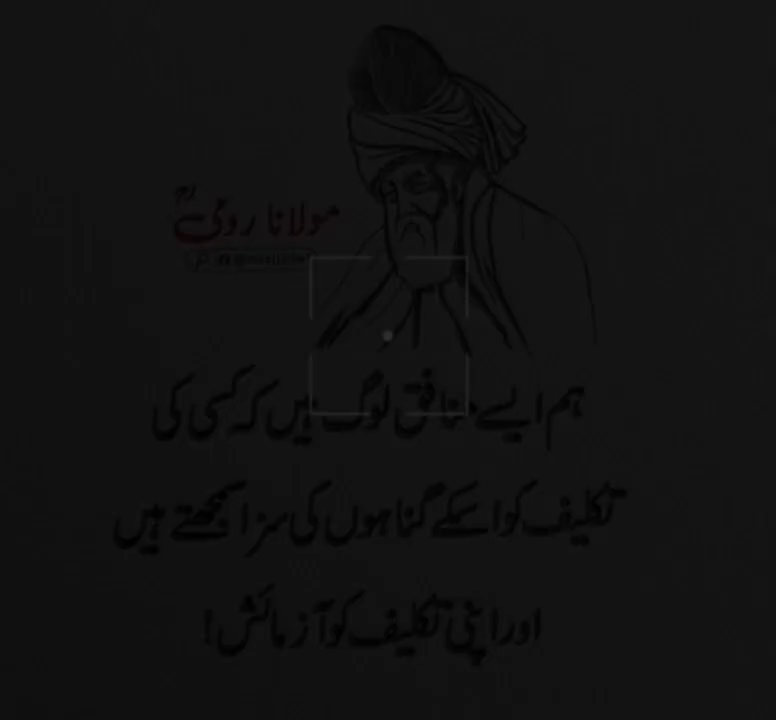 مولانا رومیؒ
ہم ایسے منافق لوگ ہیں کہ کسی کی
تکلیف کو اسکے گناہوں کی سزا سمجھتے ہیں
اور اپنی تکلیف کو آزمائش!